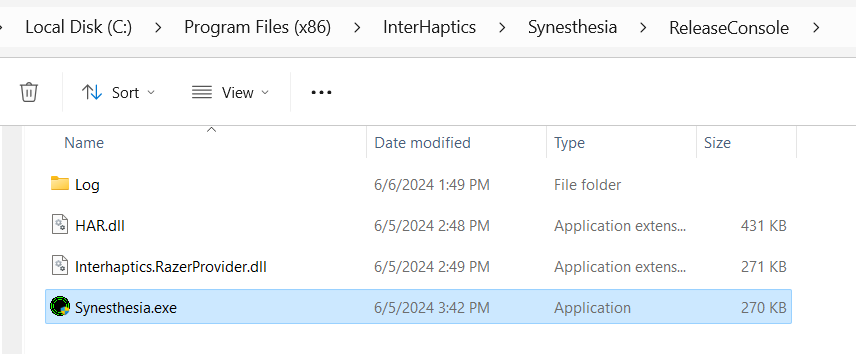 Local Disk (C:) > Program Files (x86) > InterHaptics > Synesthesia > ReleaseConsole >
Sort View ...
Name Date modified Type Size
Log 6/6/2024 1:49 PM File folder
HAR.dll 6/5/2024 2:48 PM Application extens... 431 KB
Interhaptics.RazerProvider.dll 6/5/2024 2:49 PM Application extens... 271 KB
Synesthesia.exe 6/5/2024 3:42 PM Application 270 KB